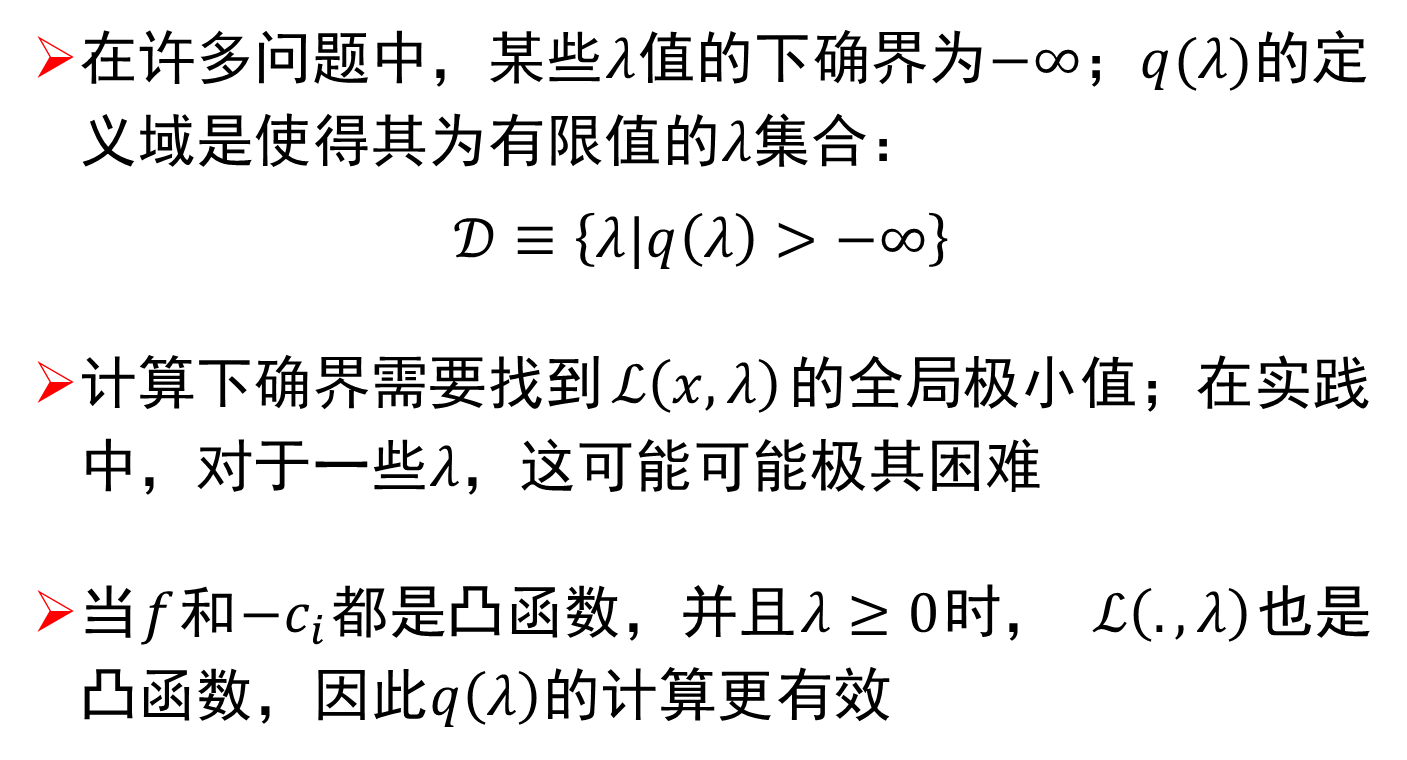 ➢在许多问题中，某些λ值的下确界为−∞；q(λ)的定
义域是使得其为有限值的λ集合：
𝒟 ≡ {λ|q(λ) > −∞}
➢计算下确界需要找到ℒ(x, λ)的全局极小值；在实践
中，对于一些λ，这可能可能极其困难
➢当f和−cᵢ都是凸函数，并且λ ≥ 0时， ℒ(., λ)也是
凸函数，因此q(λ)的计算更有效